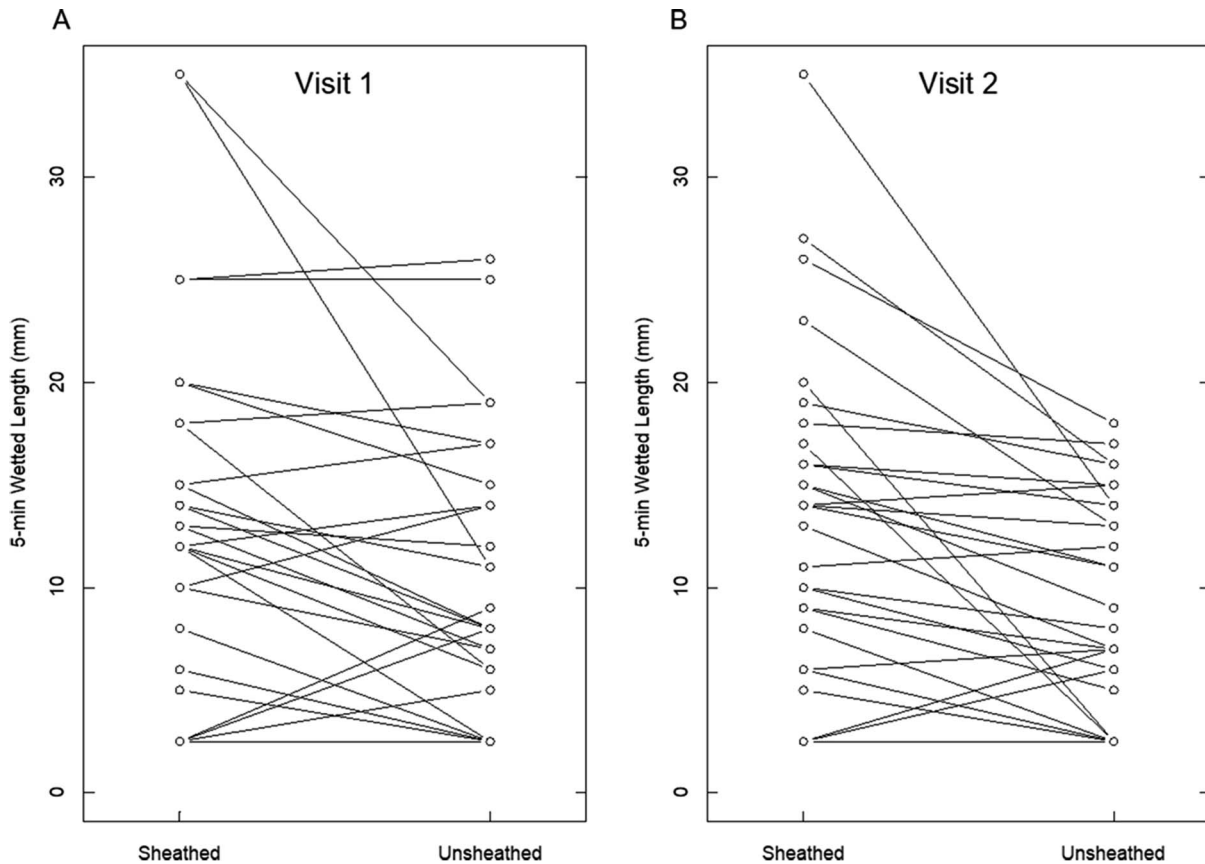 A
Visit 1
5-min Wetted Length (mm)
30
20
10
0
Sheathed Unsheathed
B
Visit 2
5-min Wetted Length (mm)
30
20
10
0
Sheathed Unsheathed